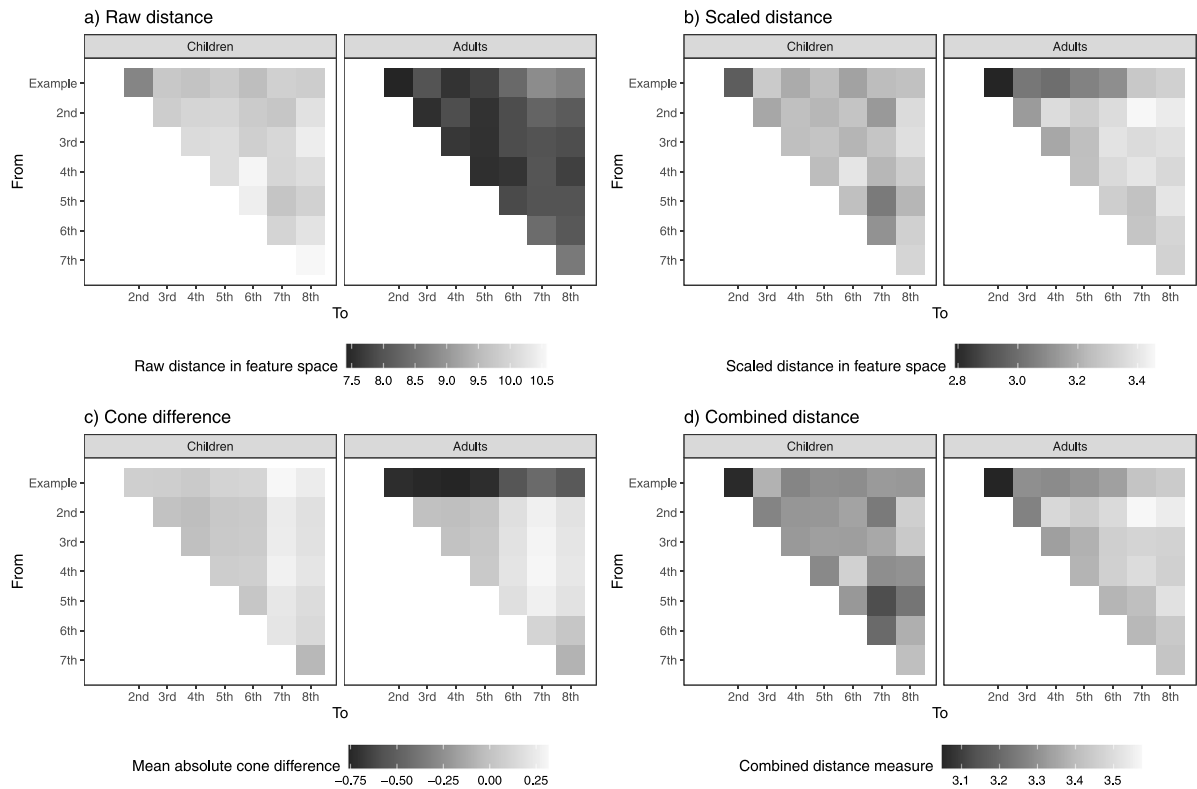 a) Raw distance
Children
Adults
Example
2nd
3rd
4th
5th
6th
7th
From
2nd 3rd 4th 5th 6th 7th 8th
2nd 3rd 4th 5th 6th 7th 8th
To
Raw distance in feature space
7.5 8.0 8.5 9.0 9.5 10.0 10.5
b) Scaled distance
Children
Adults
Example
2nd
3rd
4th
5th
6th
7th
From
2nd 3rd 4th 5th 6th 7th 8th
2nd 3rd 4th 5th 6th 7th 8th
To
Scaled distance in feature space
2.8 3.0 3.2 3.4
c) Cone difference
Children
Adults
Example
2nd
3rd
4th
5th
6th
7th
From
2nd 3rd 4th 5th 6th 7th 8th
2nd 3rd 4th 5th 6th 7th 8th
To
Mean absolute cone difference
−0.75 −0.50 −0.25 0.00 0.25
d) Combined distance
Children
Adults
Example
2nd
3rd
4th
5th
6th
7th
From
2nd 3rd 4th 5th 6th 7th 8th
2nd 3rd 4th 5th 6th 7th 8th
To
Combined distance measure
3.1 3.2 3.3 3.4 3.5